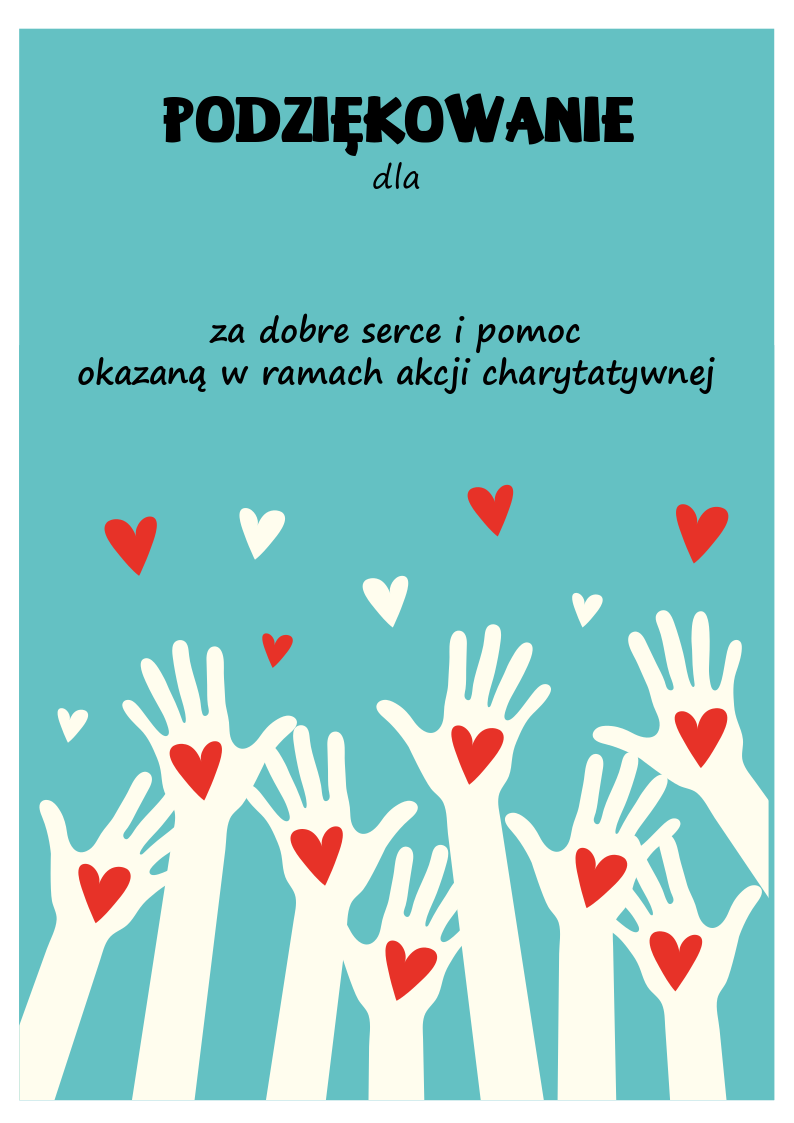 PODZIĘKOWANIE
dla
za dobre serce i pomoc
okazaną w ramach akcji charytatywnej